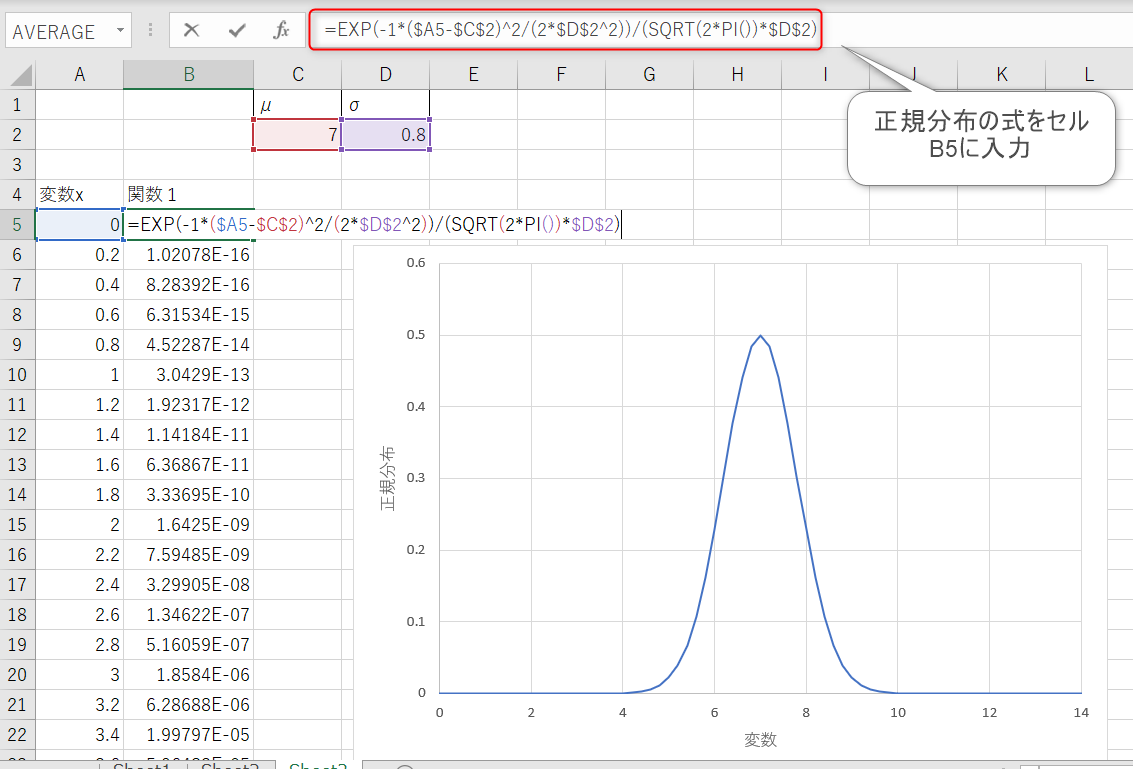 AVERAGE
fx
=EXP(-1*($A5-$C$2)^2/(2*$D$2^2))/(SQRT(2*PI())*$D$2)
正規分布の式をセル
B5に入力
A B C D E F G H I J K L
1 μ σ
2 7 0.8
3
4 変数x 関数１
5 0 =EXP(-1*($A5-$C$2)^2/(2*$D$2^2))/(SQRT(2*PI())*$D$2)
6 0.2 1.02078E-16
7 0.4 8.28392E-16
8 0.6 6.31534E-15
9 0.8 4.52287E-14
10 1 3.0429E-13
11 1.2 1.92317E-12
12 1.4 1.14184E-11
13 1.6 6.36867E-11
14 1.8 3.33695E-10
15 2 1.6425E-09
16 2.2 7.59485E-09
17 2.4 3.29905E-08
18 2.6 1.34622E-07
19 2.8 5.16059E-07
20 3 1.8584E-06
21 3.2 6.28688E-06
22 3.4 1.99797E-05
0.6
0.5
0.4
0.3
0.2
0.1
0
正規分布
0 2 4 6 8 10 12 14
変数